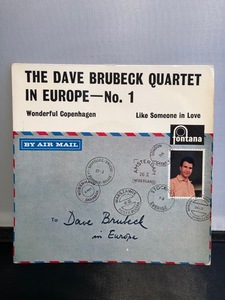 THE DAVE BRUBECK QUARTET
IN EUROPE—No. 1
Wonderful Copenhagen
Like Someone in Love
fontana
BY AIR MAIL
AMSTERDAM
To Dave Brubeck
in Europe